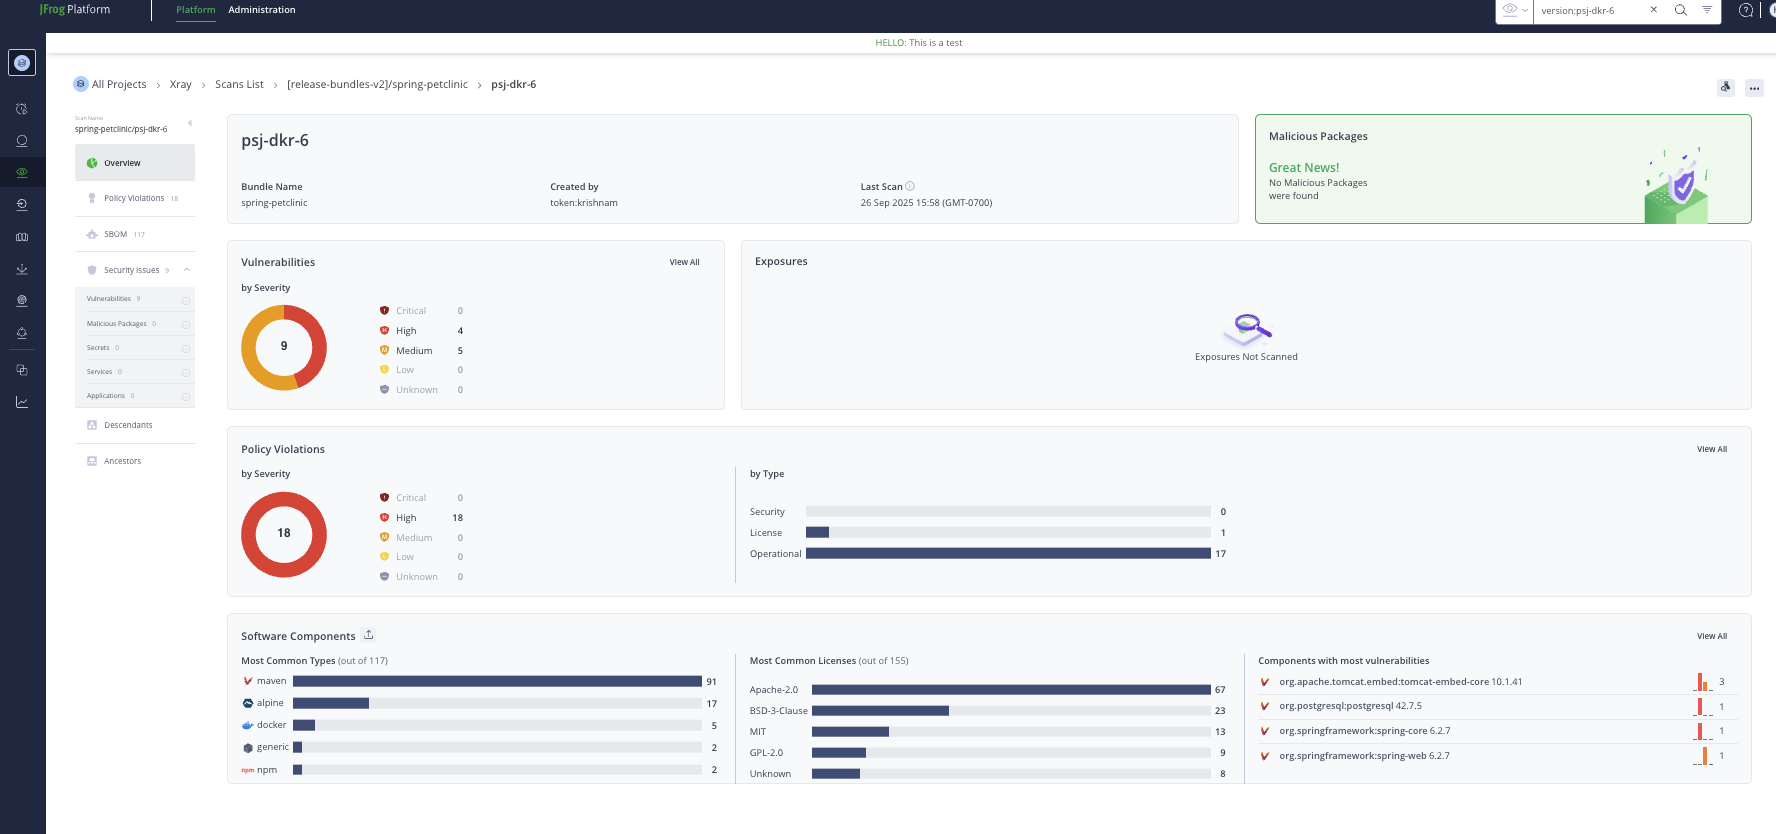 JFrog Platform
Platform
Administration
version:psj-dkr-6
HELLO: This is a test
All Projects > Xray > Scans List > [release-bundles-v2]/spring-petclinic > psj-dkr-6
Scan Name
spring-petclinic/psj-dkr-6
Overview
Policy Violations 18
SBOM 117
Security Issues 9
Vulnerabilities 9
Malicious Packages 0
Secrets 0
Services 0
Applications 0
Descendants
Ancestors
psj-dkr-6
Bundle Name
spring-petclinic
Created by
token:krishnam
Last Scan
26 Sep 2025 15:58 (GMT-0700)
Malicious Packages
Great News!
No Malicious Packages
were found
Vulnerabilities
View All
by Severity
9
Critical 0
High 4
Medium 5
Low 0
Unknown 0
Exposures
Exposures Not Scanned
Policy Violations
View All
by Severity
18
Critical 0
High 18
Medium 0
Low 0
Unknown 0
by Type
Security 0
License 1
Operational 17
Software Components
View All
Most Common Types (out of 117)
maven 91
alpine 17
docker 5
generic 2
npm npm 2
Most Common Licenses (out of 155)
Apache-2.0 67
BSD-3-Clause 23
MIT 13
GPL-2.0 9
Unknown 8
Components with most vulnerabilities
org.apache.tomcat.embed:tomcat-embed-core 10.1.41 3
org.postgresql:postgresql 42.7.5 1
org.springframework:spring-core 6.2.7 1
org.springframework:spring-web 6.2.7 1